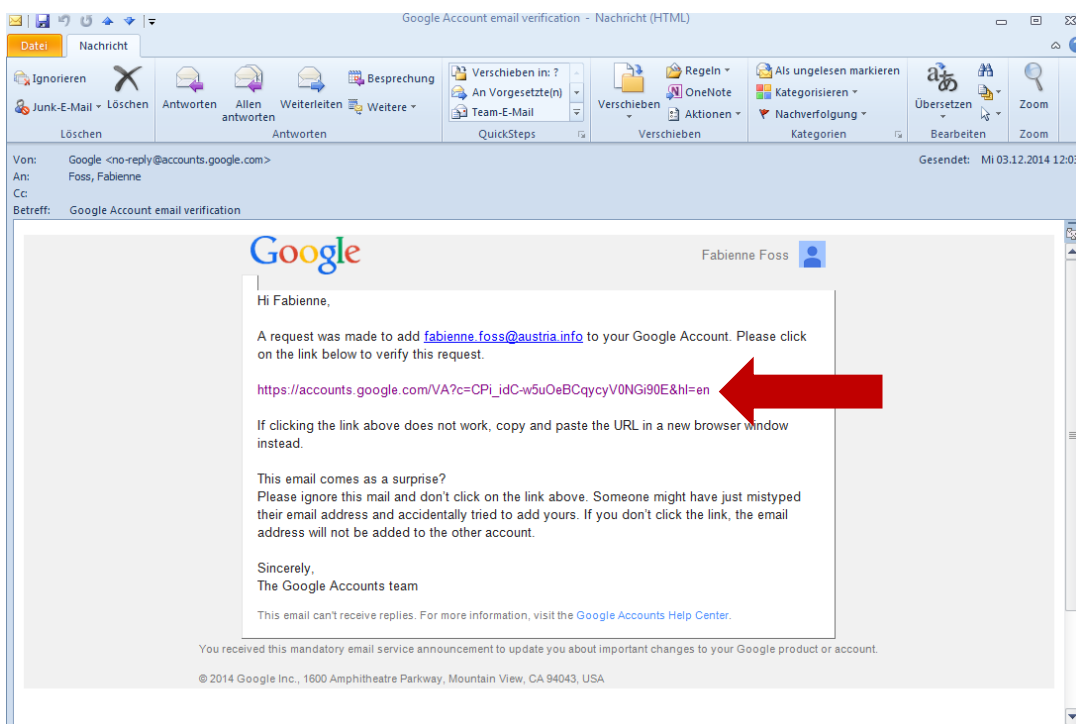 Google Account email verification - Nachricht (HTML)
Datei Nachricht
Ignorieren
Junk-E-Mail
Löschen
Löschen
Antworten
Allen antworten
Weiterleiten
Besprechung
Weitere
Antworten
Verschieben in: ?
An Vorgesetzte(n)
Team-E-Mail
QuickSteps
Verschieben
Regeln
OneNote
Aktionen
Verschieben
Als ungelesen markieren
Kategorisieren
Nachverfolgung
Kategorien
Übersetzen
Bearbeiten
Zoom
Zoom
Von: Google <no-reply@accounts.google.com> Gesendet: Mi 03.12.2014 12:03
An: Foss, Fabienne
Cc:
Betreff: Google Account email verification
Google Fabienne Foss
Hi Fabienne,
A request was made to add fabienne.foss@austria.info to your Google Account. Please click
on the link below to verify this request.
https://accounts.google.com/VA?c=CPi_idC-w5uOeBCqycyV0NGi90E&hl=en
If clicking the link above does not work, copy and paste the URL in a new browser window
instead.
This email comes as a surprise?
Please ignore this mail and don't click on the link above. Someone might have just mistyped
their email address and accidentally tried to add yours. If you don't click the link, the email
address will not be added to the other account.
Sincerely,
The Google Accounts team
This email can't receive replies. For more information, visit the Google Accounts Help Center.
You received this mandatory email service announcement to update you about important changes to your Google product or account.
© 2014 Google Inc., 1600 Amphitheatre Parkway, Mountain View, CA 94043, USA